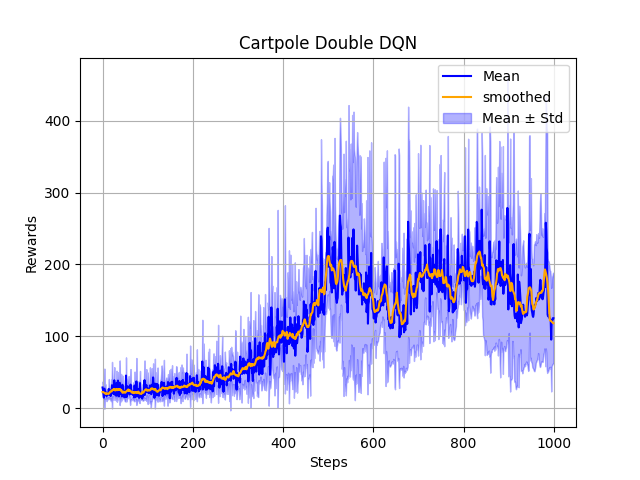 Cartpole Double DQN
Mean
smoothed
Mean ± Std
Rewards
400
300
200
100
0
0 200 400 600 800 1000
Steps